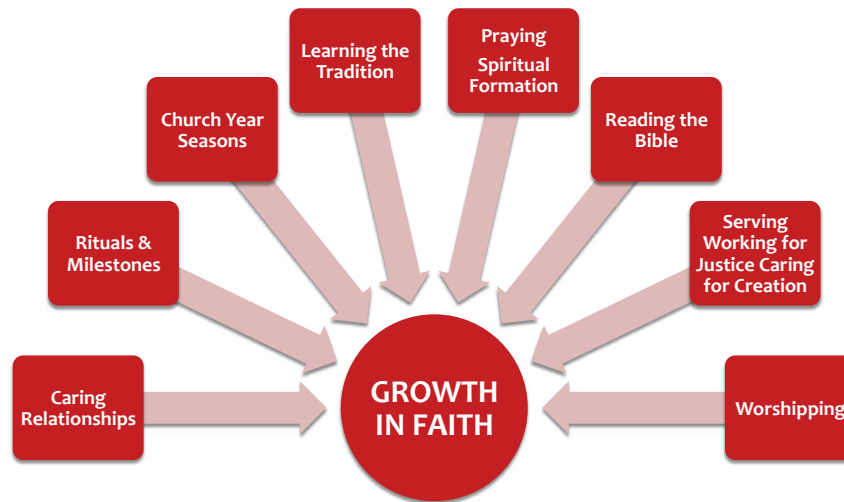 Learning the
Tradition
Praying
Spiritual
Formation
Church Year
Seasons
Reading the
Bible
Rituals &
Milestones
Serving
Working for
Justice Caring
for Creation
Caring
Relationships
GROWTH
IN FAITH
Worshipping